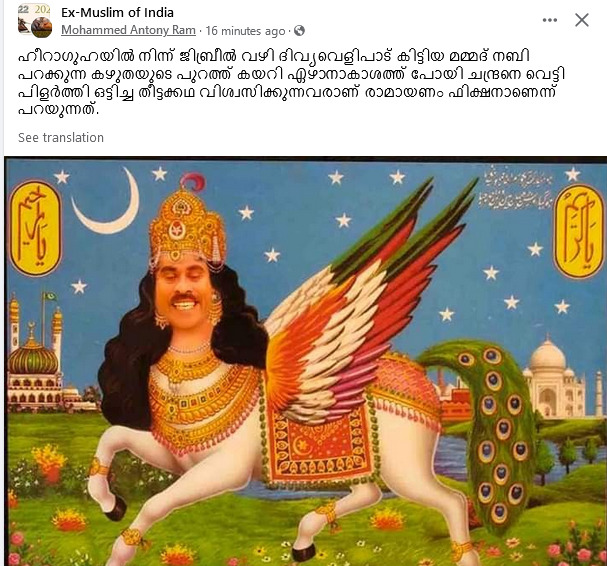 Ex-Muslim of India
Mohammed Antony Ram · 16 minutes ago ·
ഹീറാഗുഹയിൽ നിന്ന് ജിബ്രീൽ വഴി ദിവ്യവെളിപാട് കിട്ടിയ മമ്മദ് നബി
പറക്കുന്ന കഴുതയുടെ പുറത്ത് കയറി ഏഴാനാകാശത്ത് പോയി ചന്ദ്രനെ വെട്ടി
പിളർത്തി ഒട്ടിച്ച തീട്ടക്കഥ വിശ്വസിക്കുന്നവരാണ് രാമായണം ഫിക്ഷനാണെന്ന്
പറയുന്നത്.
See translation